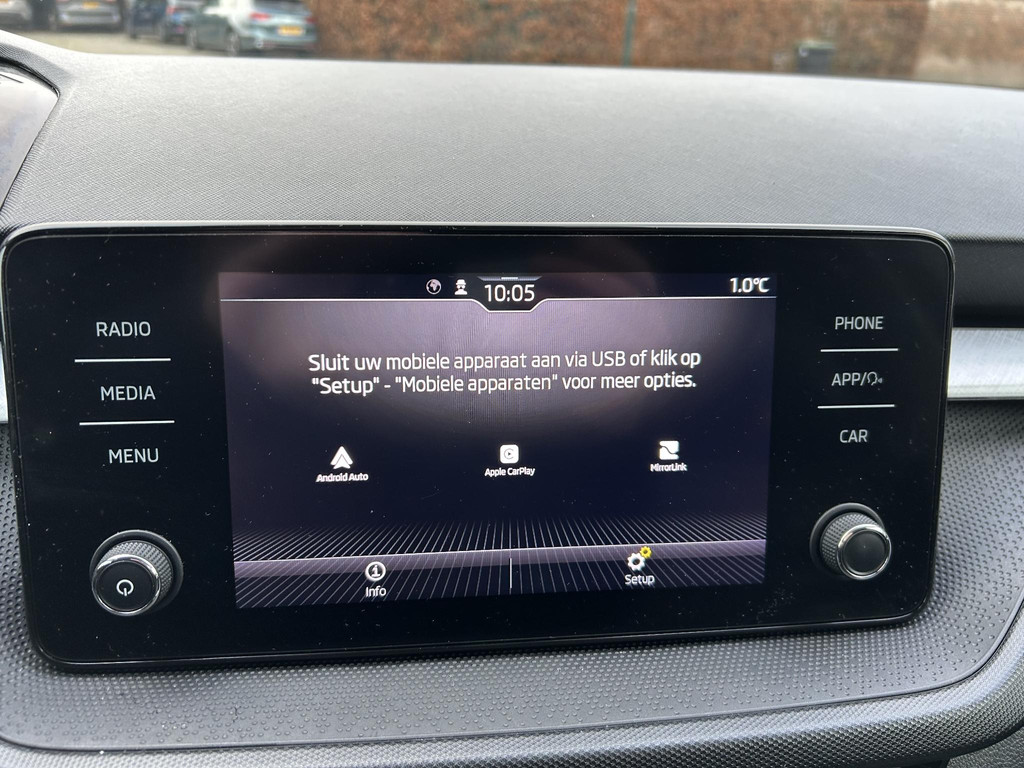 10:05
1.0°C
RADIO
MEDIA
MENU
Sluit uw mobiele apparaat aan via USB of klik op
"Setup" - "Mobiele apparaten" voor meer opties.
Android Auto
Apple CarPlay
MirrorLink
Info
Setup
PHONE
APP/
CAR